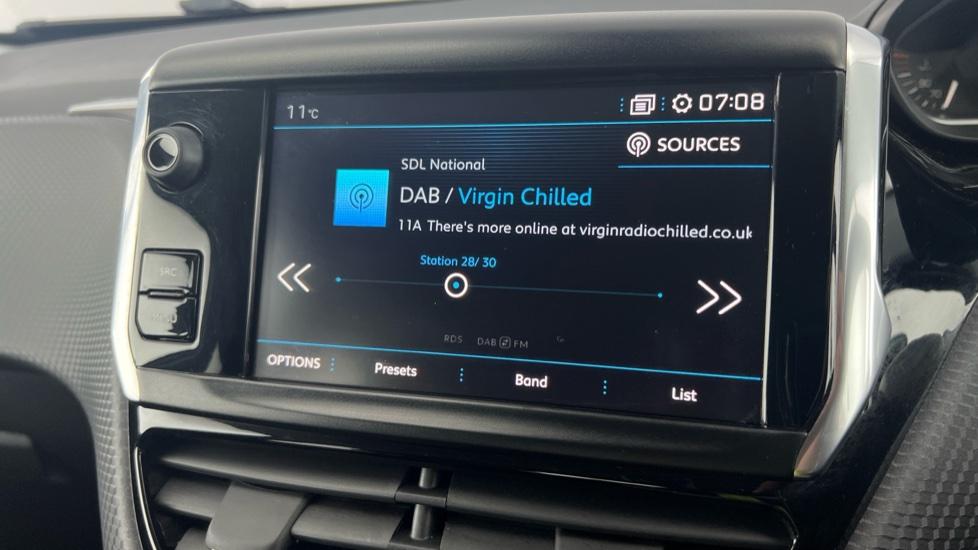 11°C
07:08
SOURCES
SDL National
DAB / Virgin Chilled
11A There's more online at virginradiochilled.co.uk
Station 28/ 30
RDS DAB FM
OPTIONS Presets Band List
SRC
MENU